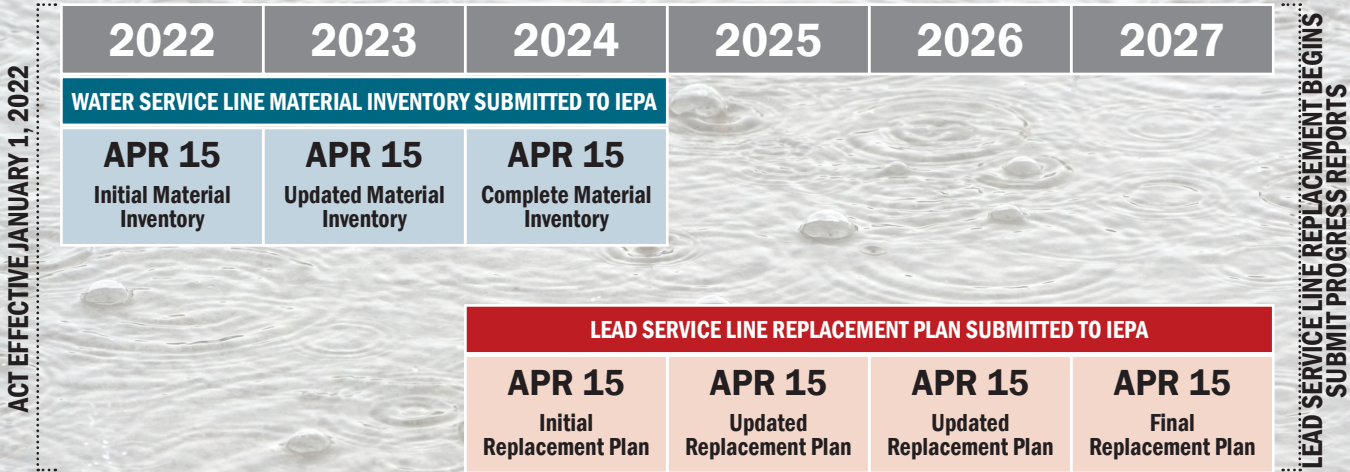 ACT EFFECTIVE JANUARY 1, 2022
2022 2023 2024 2025 2026 2027
WATER SERVICE LINE MATERIAL INVENTORY SUBMITTED TO IEPA
APR 15
Initial Material
Inventory
APR 15
Updated Material
Inventory
APR 15
Complete Material
Inventory
LEAD SERVICE LINE REPLACEMENT PLAN SUBMITTED TO IEPA
APR 15
Initial
Replacement Plan
APR 15
Updated
Replacement Plan
APR 15
Updated
Replacement Plan
APR 15
Final
Replacement Plan
LEAD SERVICE LINE REPLACEMENT BEGINS
SUBMIT PROGRESS REPORTS